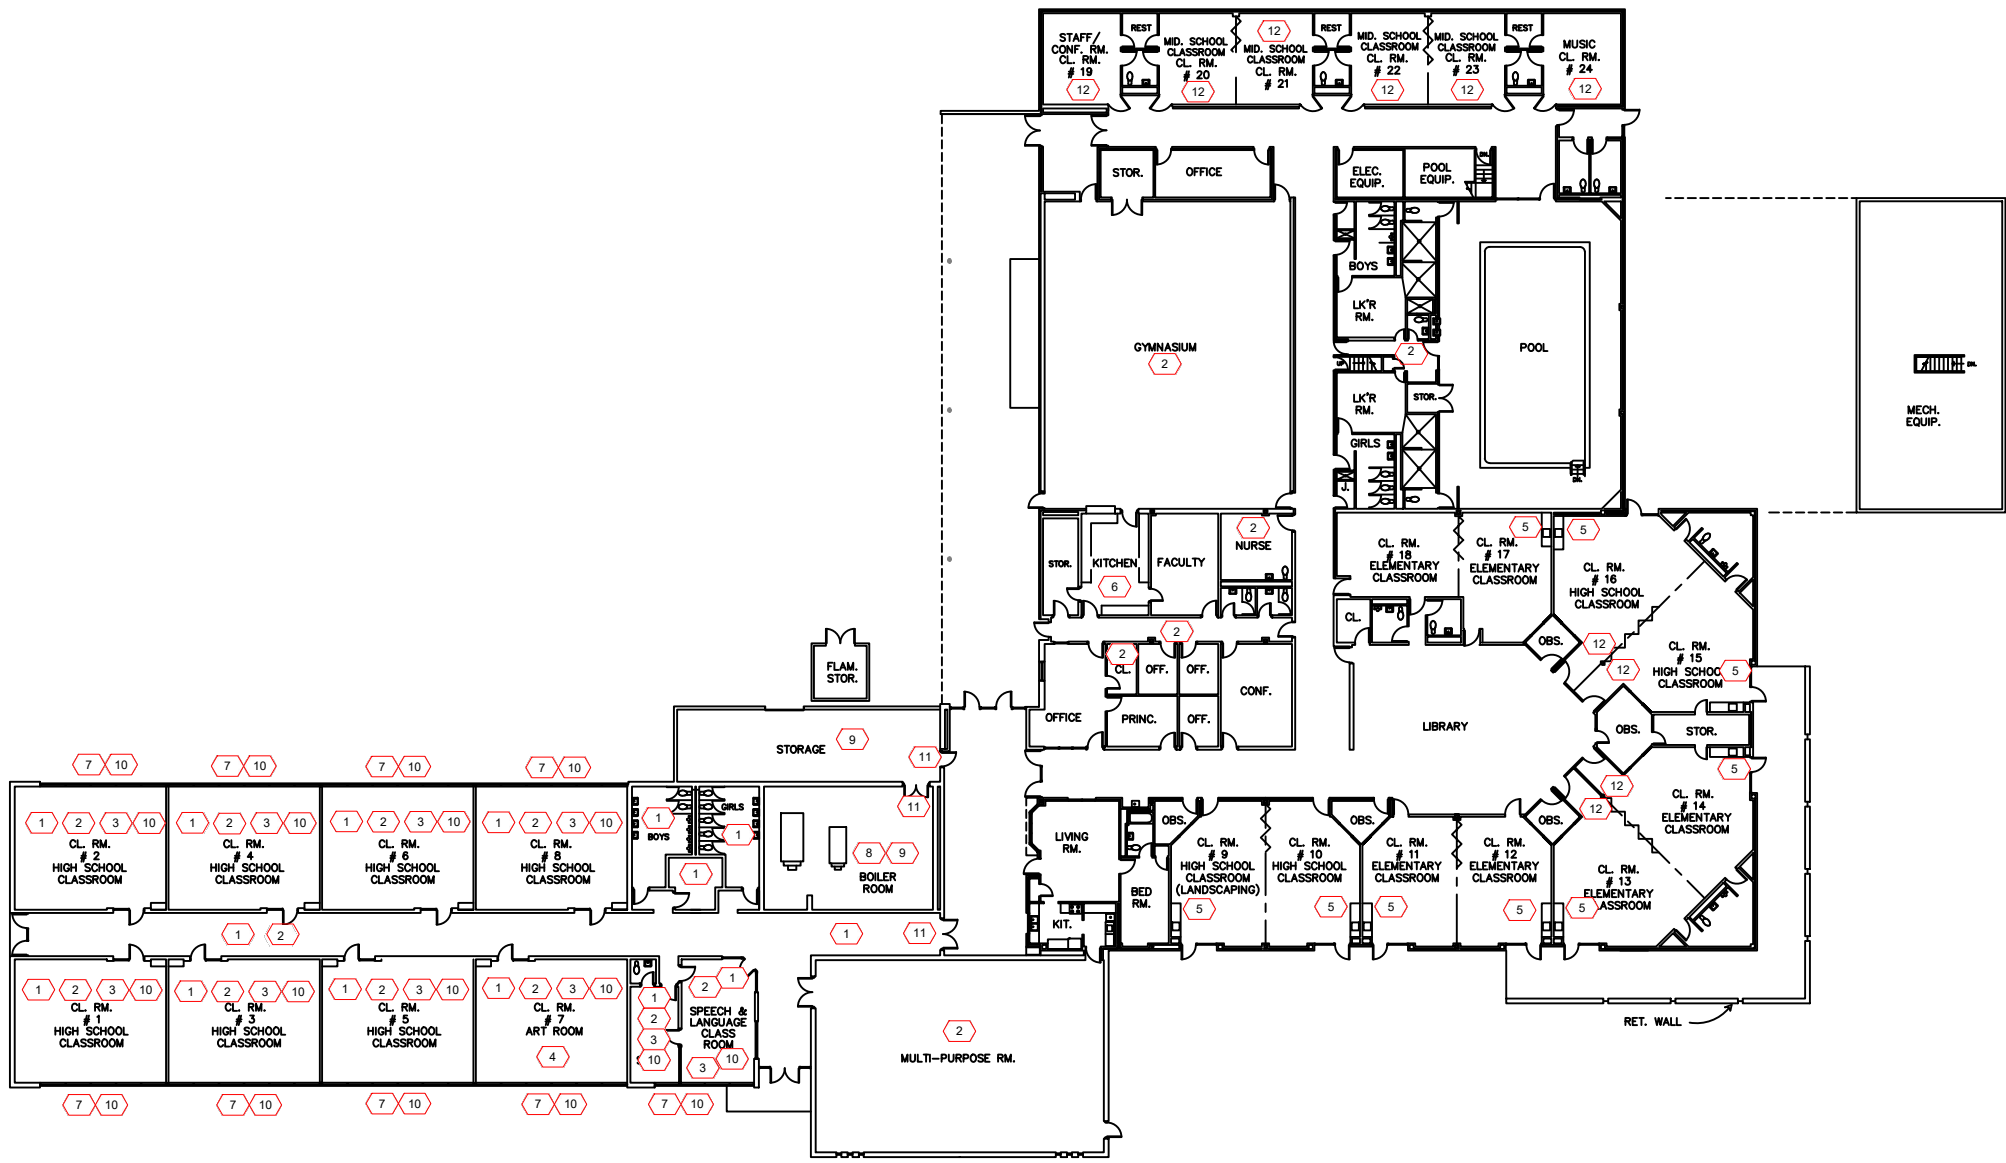 STAFF/
CONF. RM.
CL. RM.
# 19
12
REST
MID. SCHOOL
CLASSROOM
CL. RM.
# 20
12
12
MID. SCHOOL
CLASSROOM
CL. RM.
# 21
REST
MID. SCHOOL
CLASSROOM
CL. RM.
# 22
12
MID. SCHOOL
CLASSROOM
CL. RM.
# 23
12
REST
MUSIC
CL. RM.
# 24
12
STOR.
OFFICE
ELEC.
EQUIP.
POOL
EQUIP.
DN.
BOYS
LK'R
RM.
GYMNASIUM
2
2
UP
POOL
LK'R
RM.
STOR.
GIRLS
J.
DN.
DN.
MECH.
EQUIP.
STOR.
KITCHEN
6
FACULTY
2
NURSE
CL. RM.
# 18
ELEMENTARY
CLASSROOM
5
CL. RM.
# 17
ELEMENTARY
CLASSROOM
5
CL. RM.
# 16
HIGH SCHOOL
CLASSROOM
CL.
OBS.
12
12
CL. RM.
# 15
HIGH SCHOOL
CLASSROOM
5
2
2
CL.
OFF.
OFF.
CONF.
OFFICE
PRINC.
OFF.
LIBRARY
OBS.
STOR.
FLAM.
STOR.
STORAGE
9
11
11
5
12
12
CL. RM.
# 14
ELEMENTARY
CLASSROOM
7 10
7 10
7 10
7 10
1 2 3 10
CL. RM.
# 2
HIGH SCHOOL
CLASSROOM
1 2 3 10
CL. RM.
# 4
HIGH SCHOOL
CLASSROOM
1 2 3 10
CL. RM.
# 6
HIGH SCHOOL
CLASSROOM
1 2 3 10
CL. RM.
# 8
HIGH SCHOOL
CLASSROOM
1
BOYS
GIRLS
1
1
8 9
BOILER
ROOM
LIVING
RM.
BED
RM.
KIT.
OBS.
CL. RM.
# 9
HIGH SCHOOL
CLASSROOM
(LANDSCAPING)
5
CL. RM.
# 10
HIGH SCHOOL
CLASSROOM
5
OBS.
CL. RM.
# 11
ELEMENTARY
CLASSROOM
5
CL. RM.
# 12
ELEMENTARY
CLASSROOM
5
OBS.
CL. RM.
# 13
ELEMENTARY
CLASSROOM
5
1 2
1
11
1 2 3 10
CL. RM.
# 1
HIGH SCHOOL
CLASSROOM
1 2 3 10
CL. RM.
# 3
HIGH SCHOOL
CLASSROOM
1 2 3 10
CL. RM.
# 5
HIGH SCHOOL
CLASSROOM
1 2 3 10
CL. RM.
# 7
ART ROOM
4
1
2
3
10
2 1
SPEECH &
LANGUAGE
CLASS
ROOM
3 10
2
MULTI-PURPOSE RM.
RET. WALL
7 10
7 10
7 10
7 10
7 10